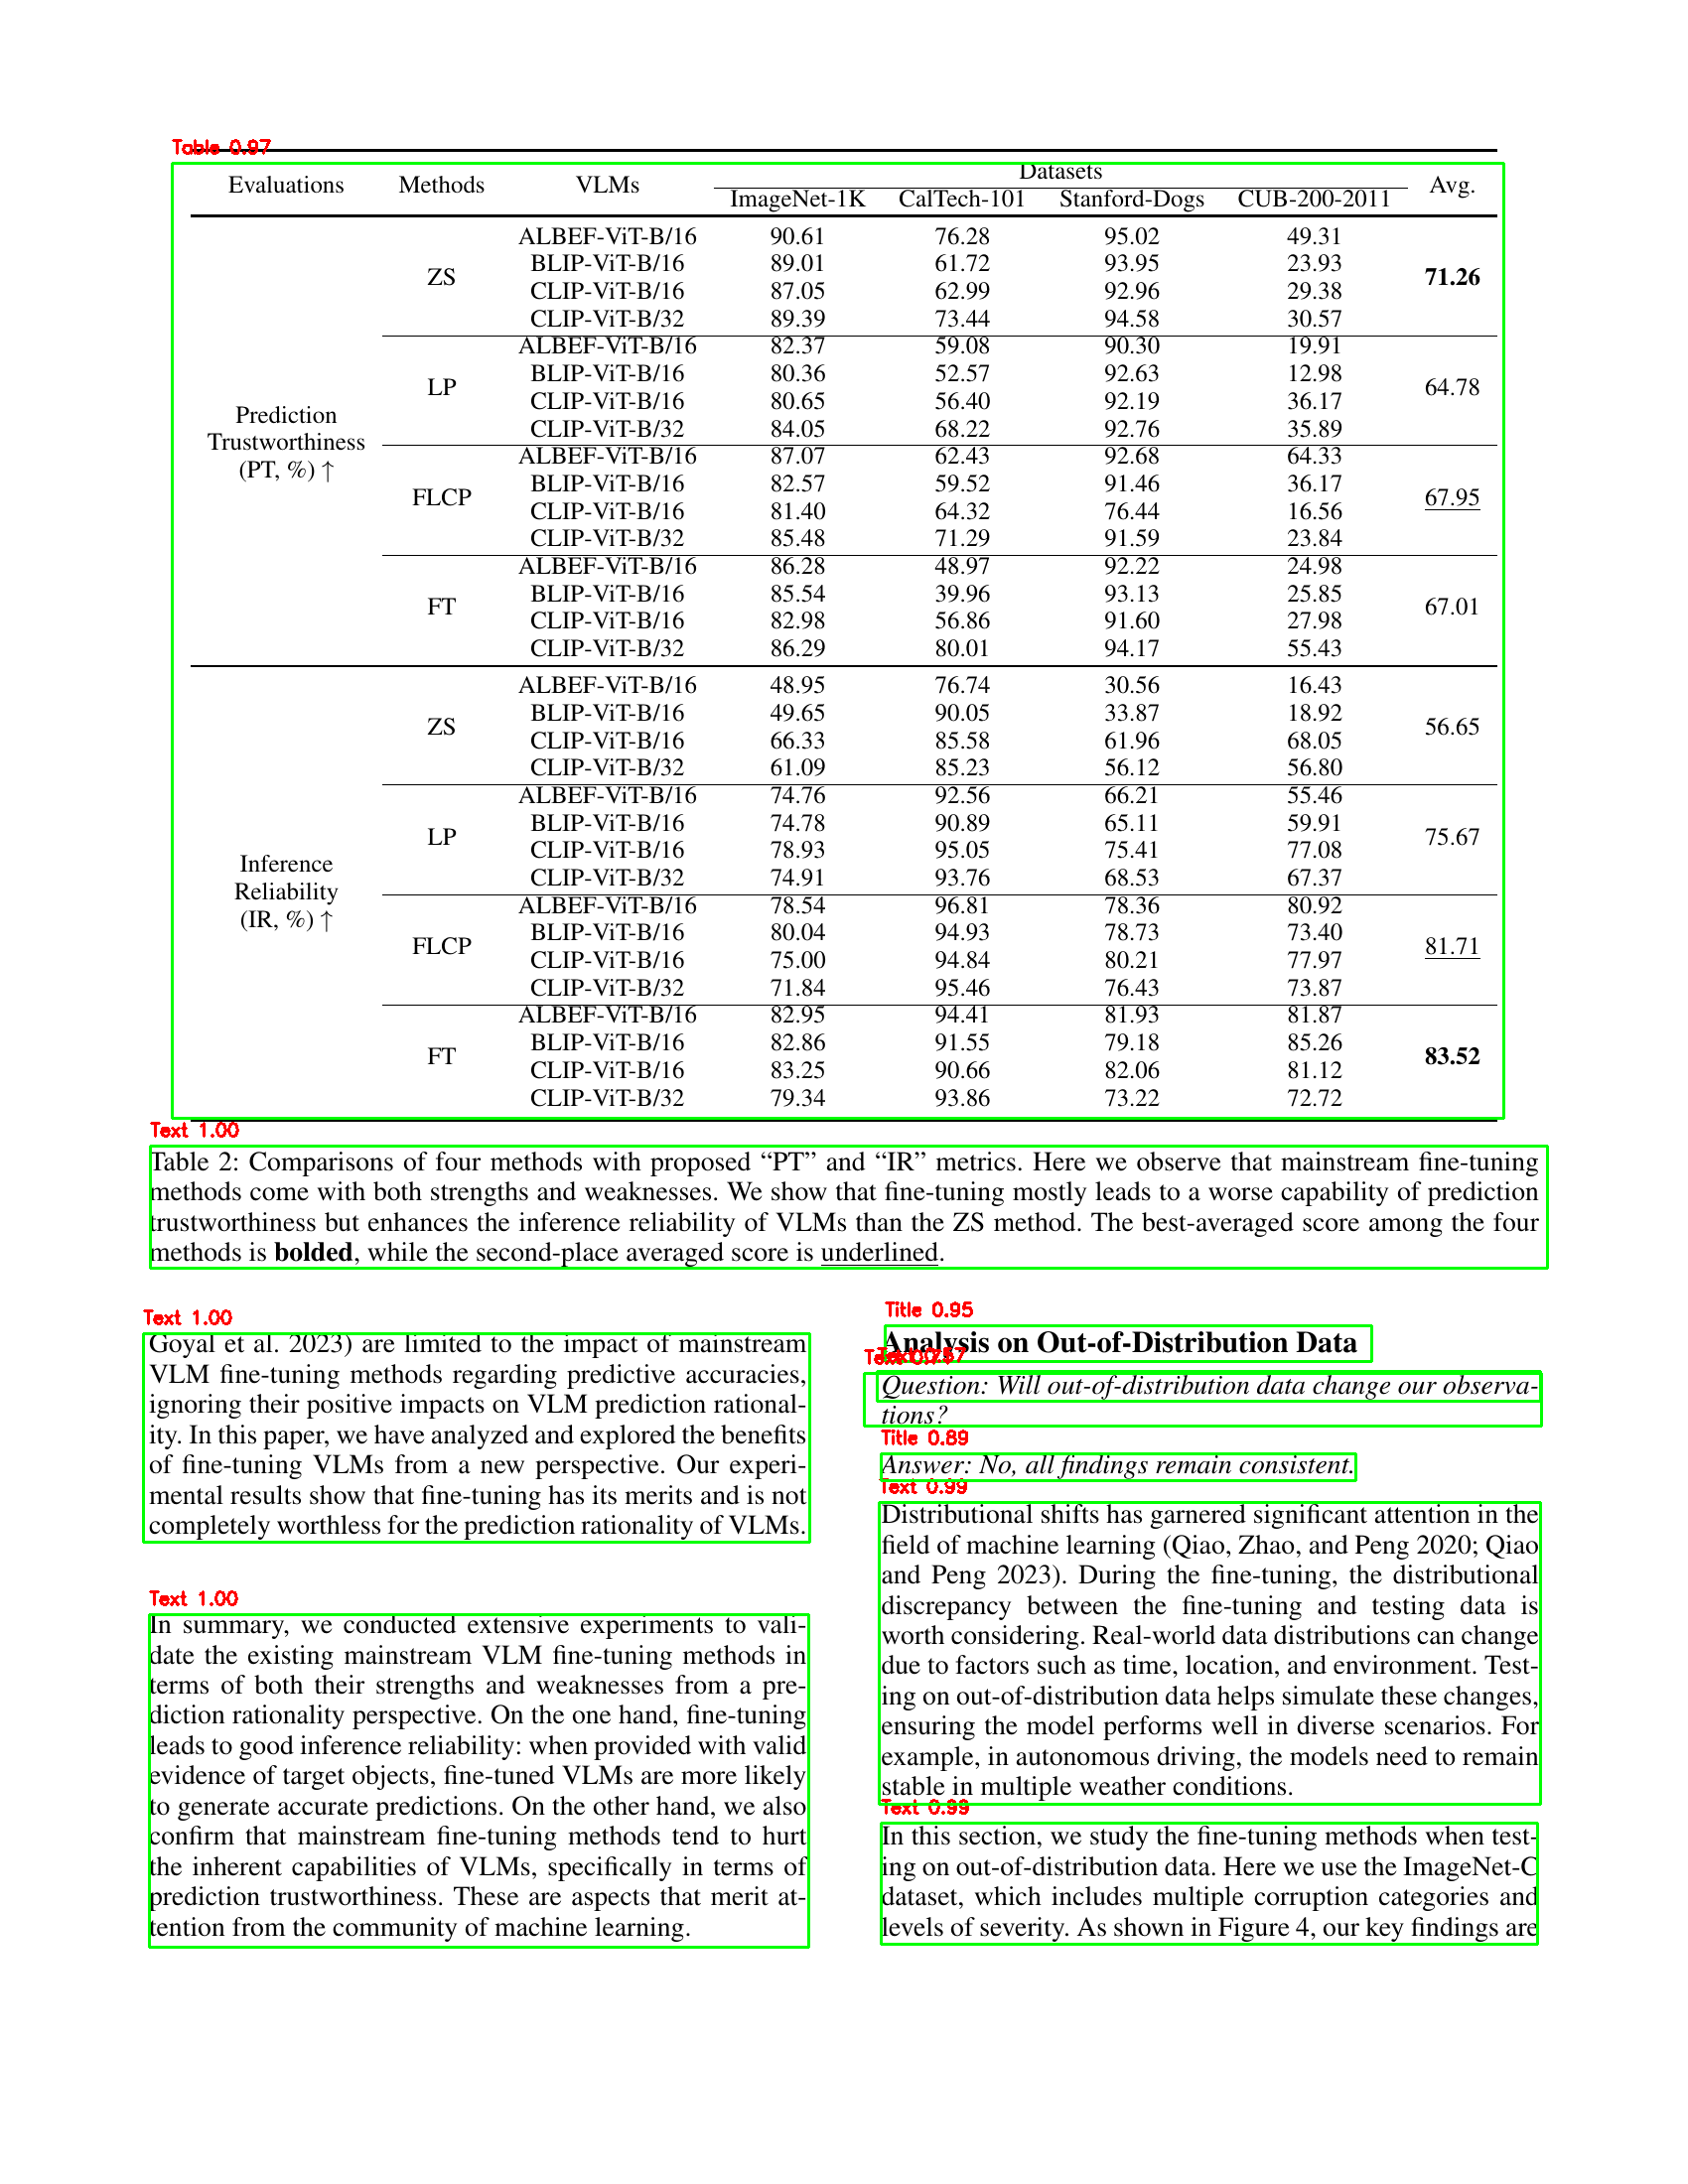 Table 0.97
Datasets
Evaluations Methods VLMs Avg.
ImageNet-1K CalTech-101 Stanford-Dogs CUB-200-2011
ALBEF-ViT-B/16 90.61 76.28 95.02 49.31
BLIP-ViT-B/16 89.01 61.72 93.95 23.93
ZS 71.26
CLIP-ViT-B/16 87.05 62.99 92.96 29.38
CLIP-ViT-B/32 89.39 73.44 94.58 30.57
ALBEF-ViT-B/16 82.37 59.08 90.30 19.91
BLIP-ViT-B/16 80.36 52.57 92.63 12.98
LP 64.78
CLIP-ViT-B/16 80.65 56.40 92.19 36.17
Prediction
CLIP-ViT-B/32 84.05 68.22 92.76 35.89
Trustworthiness
ALBEF-ViT-B/16 87.07 62.43 92.68 64.33
(PT, %) ↑
BLIP-ViT-B/16 82.57 59.52 91.46 36.17
FLCP 67.95
CLIP-ViT-B/16 81.40 64.32 76.44 16.56
CLIP-ViT-B/32 85.48 71.29 91.59 23.84
ALBEF-ViT-B/16 86.28 48.97 92.22 24.98
BLIP-ViT-B/16 85.54 39.96 93.13 25.85
FT 67.01
CLIP-ViT-B/16 82.98 56.86 91.60 27.98
CLIP-ViT-B/32 86.29 80.01 94.17 55.43
ALBEF-ViT-B/16 48.95 76.74 30.56 16.43
BLIP-ViT-B/16 49.65 90.05 33.87 18.92
ZS 56.65
CLIP-ViT-B/16 66.33 85.58 61.96 68.05
CLIP-ViT-B/32 61.09 85.23 56.12 56.80
ALBEF-ViT-B/16 74.76 92.56 66.21 55.46
BLIP-ViT-B/16 74.78 90.89 65.11 59.91
LP 75.67
CLIP-ViT-B/16 78.93 95.05 75.41 77.08
Inference
CLIP-ViT-B/32 74.91 93.76 68.53 67.37
Reliability
ALBEF-ViT-B/16 78.54 96.81 78.36 80.92
(IR, %) ↑
BLIP-ViT-B/16 80.04 94.93 78.73 73.40
FLCP 81.71
CLIP-ViT-B/16 75.00 94.84 80.21 77.97
CLIP-ViT-B/32 71.84 95.46 76.43 73.87
ALBEF-ViT-B/16 82.95 94.41 81.93 81.87
BLIP-ViT-B/16 82.86 91.55 79.18 85.26
FT 83.52
CLIP-ViT-B/16 83.25 90.66 82.06 81.12
CLIP-ViT-B/32 79.34 93.86 73.22 72.72
Text 1.00
Table 2: Comparisons of four methods with proposed “PT” and “IR” metrics. Here we observe that mainstream fine-tuning
methods come with both strengths and weaknesses. We show that fine-tuning mostly leads to a worse capability of prediction
trustworthiness but enhances the inference reliability of VLMs than the ZS method. The best-averaged score among the four
methods is bolded, while the second-place averaged score is underlined.
Text 1.00
Goyal et al. 2023) are limited to the impact of mainstream
VLM fine-tuning methods regarding predictive accuracies,
ignoring their positive impacts on VLM prediction rational-
ity. In this paper, we have analyzed and explored the benefits
of fine-tuning VLMs from a new perspective. Our experi-
mental results show that fine-tuning has its merits and is not
completely worthless for the prediction rationality of VLMs.
Text 1.00
In summary, we conducted extensive experiments to vali-
date the existing mainstream VLM fine-tuning methods in
terms of both their strengths and weaknesses from a pre-
diction rationality perspective. On the one hand, fine-tuning
leads to good inference reliability: when provided with valid
evidence of target objects, fine-tuned VLMs are more likely
to generate accurate predictions. On the other hand, we also
confirm that mainstream fine-tuning methods tend to hurt
the inherent capabilities of VLMs, specifically in terms of
prediction trustworthiness. These are aspects that merit at-
tention from the community of machine learning.
Title 0.95
Analysis on Out-of-Distribution Data
Question: Will out-of-distribution data change our observa-
tions?
Title 0.89
Answer: No, all findings remain consistent.
Text 0.99
Distributional shifts has garnered significant attention in the
field of machine learning (Qiao, Zhao, and Peng 2020; Qiao
and Peng 2023). During the fine-tuning, the distributional
discrepancy between the fine-tuning and testing data is
worth considering. Real-world data distributions can change
due to factors such as time, location, and environment. Test-
ing on out-of-distribution data helps simulate these changes,
ensuring the model performs well in diverse scenarios. For
example, in autonomous driving, the models need to remain
stable in multiple weather conditions.
Text 0.99
In this section, we study the fine-tuning methods when test-
ing on out-of-distribution data. Here we use the ImageNet-C
dataset, which includes multiple corruption categories and
levels of severity. As shown in Figure 4, our key findings are